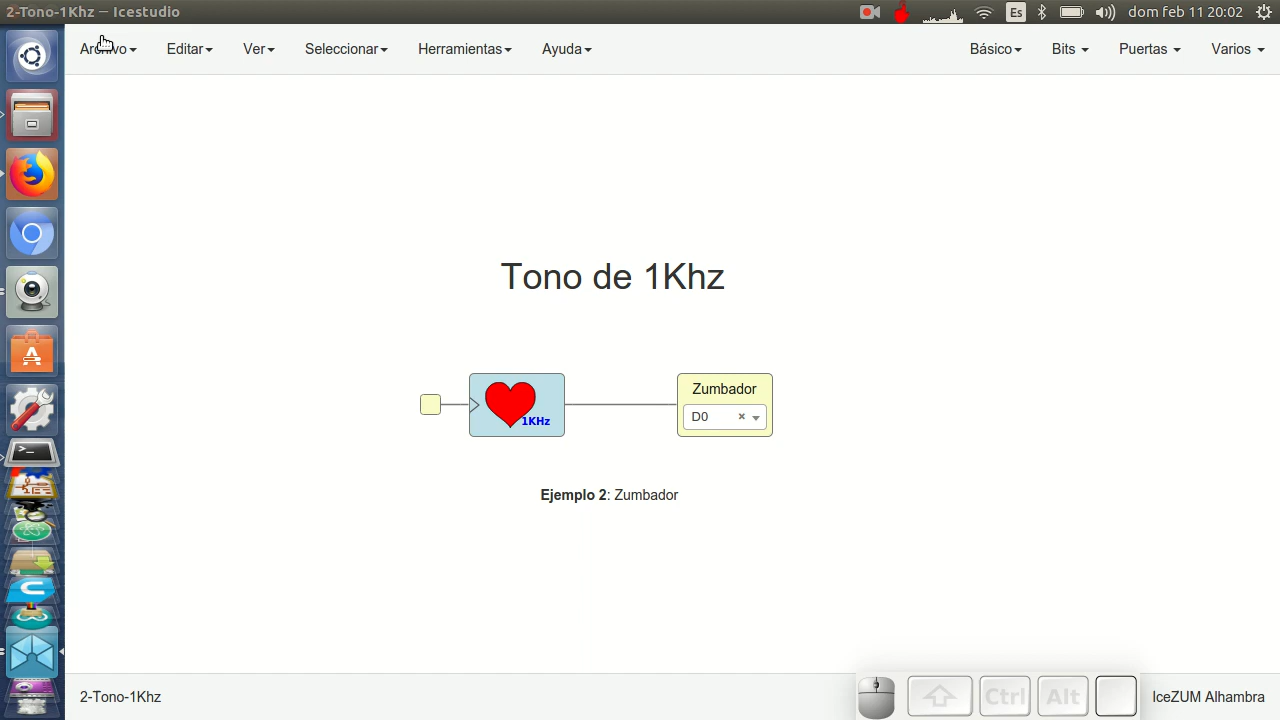 2-Tono-1Khz — Icestudio
Es
dom feb 11 20:02
Archivo Editar Ver Seleccionar Herramientas Ayuda Básico Bits Puertas Varios
Tono de 1Khz
1KHz
Zumbador
D0
Ejemplo 2: Zumbador
2-Tono-1Khz
Ctrl
Alt
IceZUM Alhambra